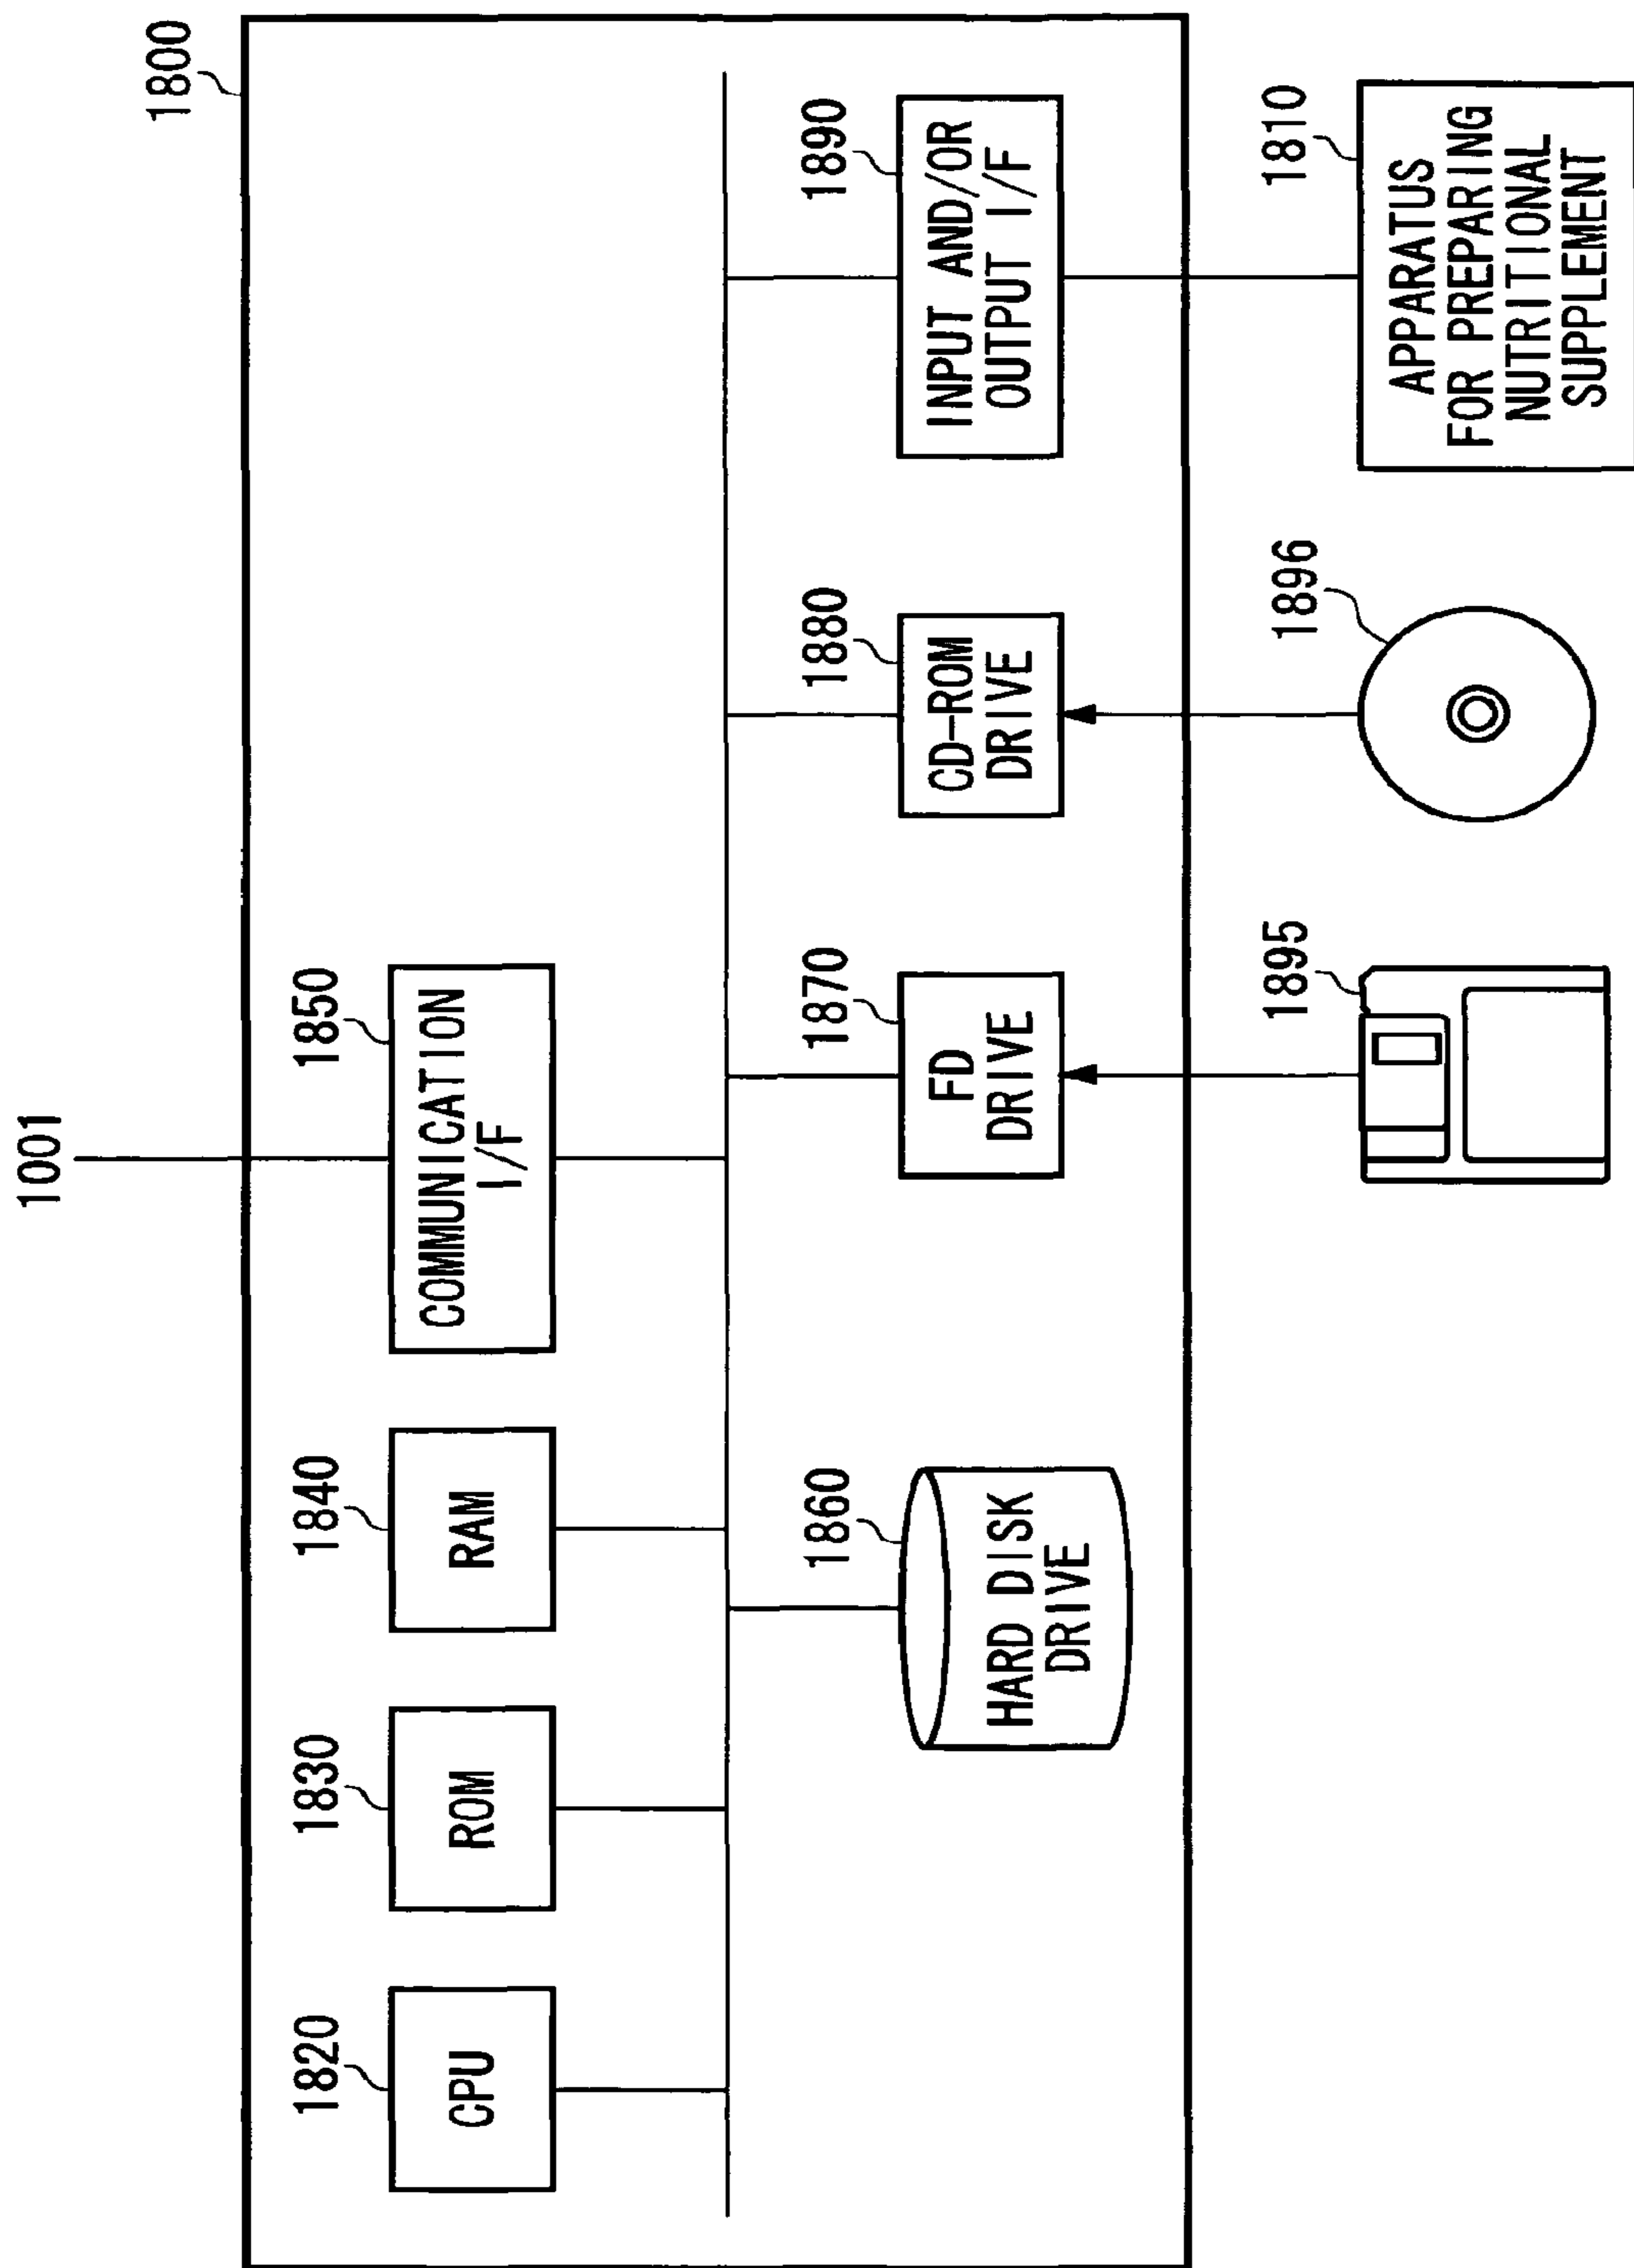 1001
1800
1820
CPU
1830
ROM
1840
RAM
1850
COMMUNICATION
I/F
1860
HARD DISK
DRIVE
1870
FD
DRIVE
1880
CD-ROM
DRIVE
1890
INPUT AND/OR
OUTPUT I/F
1895
1896
1810
APPARATUS
FOR PREPARING
NUTRITIONAL
SUPPLEMENT